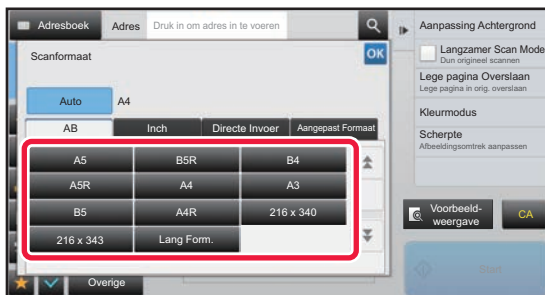 Adresboek
Adres
Druk in om adres in te voeren
Scanformaat
OK
Auto
A4
AB
Inch
Directe Invoer
Aangepast Formaat
A5
B5R
B4
A5R
A4
A3
B5
A4R
216 x 340
216 x 343
Lang Form.
Overige
Aanpassing Achtergrond
Langzamer Scan Mode
Dun origineel scannen
Lege pagina Overslaan
Lege pagina in orig. overslaan
Kleurmodus
Scherpte
Afbeeldingsomtrek aanpassen
Voorbeeld-
weergave
CA
Start